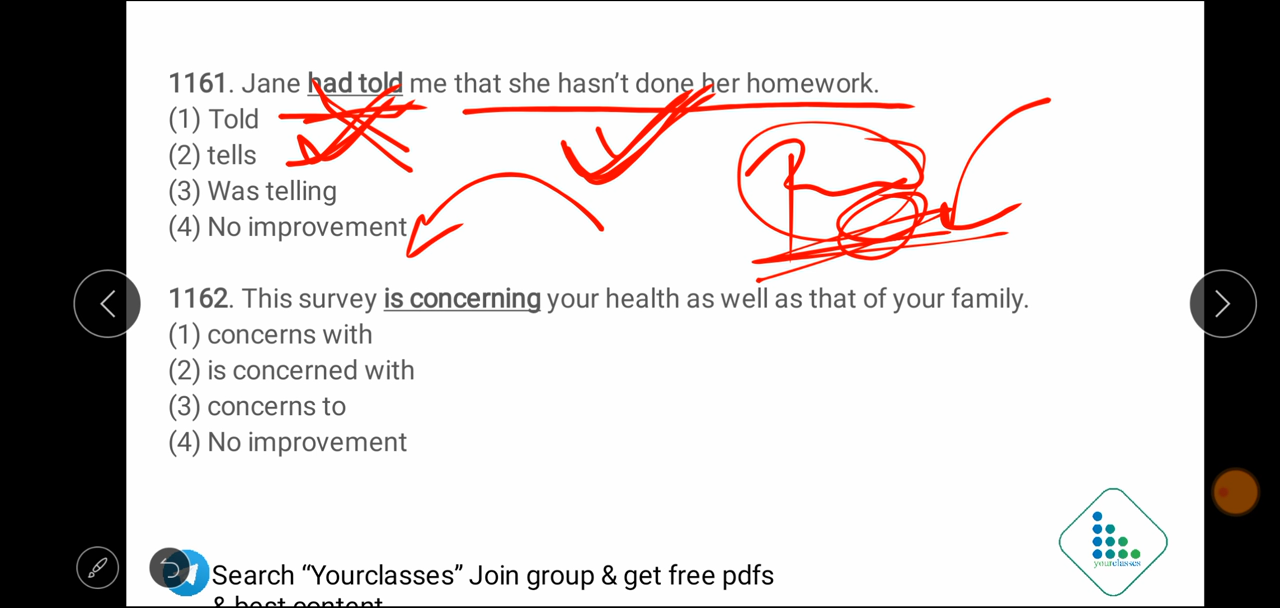 1161. Jane had told me that she hasn't done her homework.
(1) Told
(2) tells
(3) Was telling
(4) No improvement
1162. This survey is concerning your health as well as that of your family.
(1) concerns with
(2) is concerned with
(3) concerns to
(4) No improvement
yourclasses
Search “Yourclasses” Join group & get free pdfs
& best content